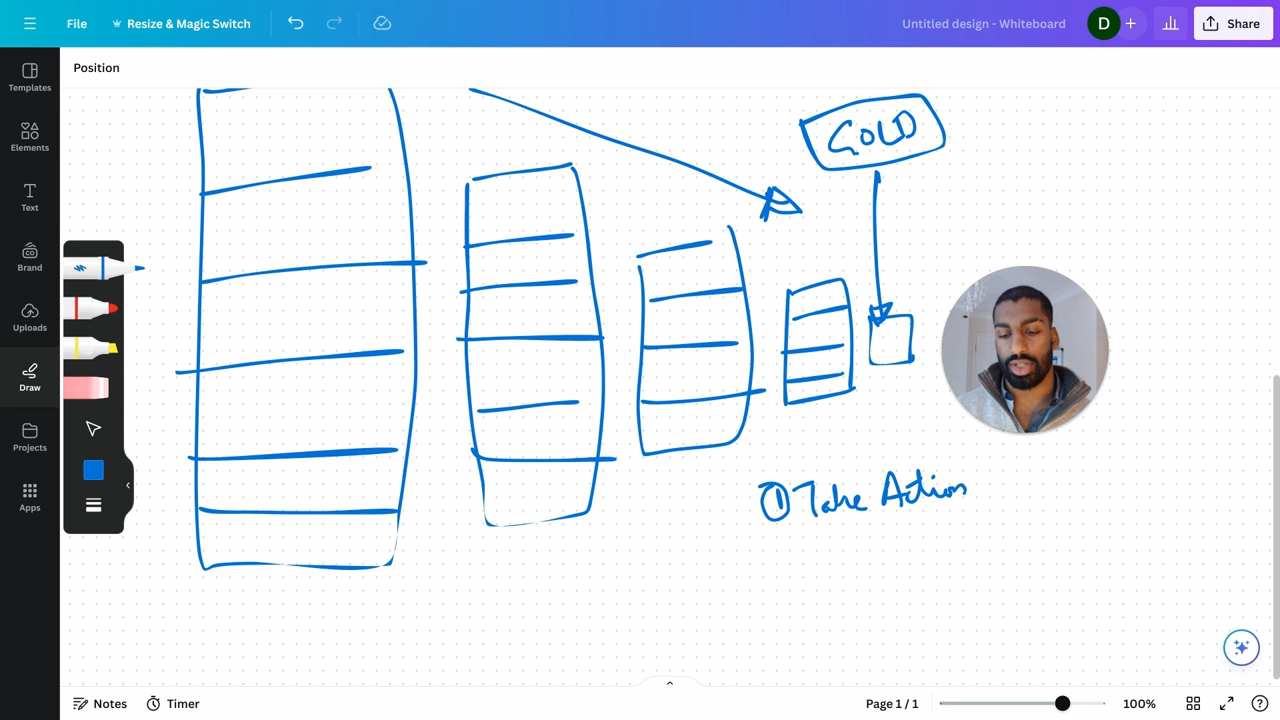 File
Resize & Magic Switch
Untitled design - Whiteboard
D
Share
Position
Templates
Elements
Text
Brand
Uploads
Draw
Projects
Apps
GOLD
① Take Action
Notes
Timer
Page 1 / 1
100%